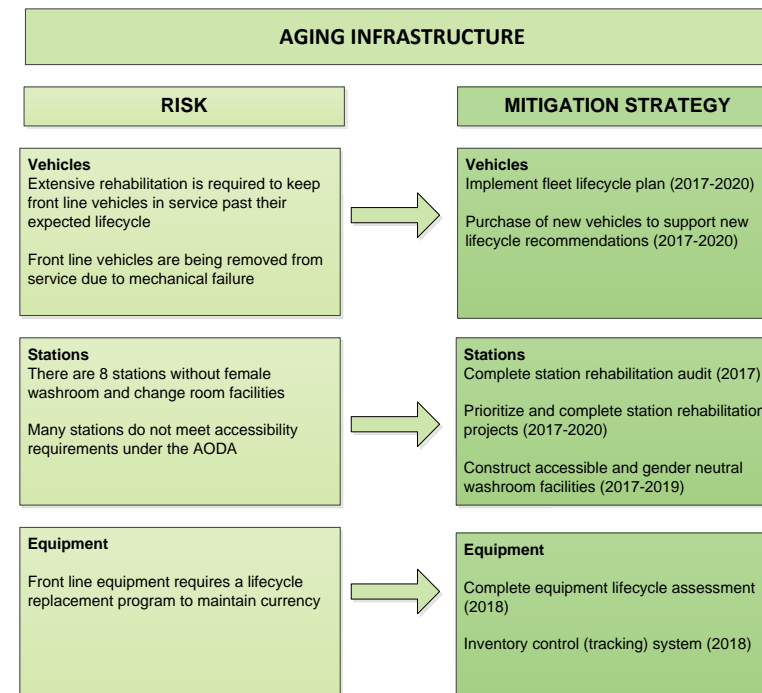 AGING INFRASTRUCTURE
RISK
MITIGATION STRATEGY
Vehicles
Extensive rehabilitation is required to keep
front line vehicles in service past their
expected lifecycle
Front line vehicles are being removed from
service due to mechanical failure
Vehicles
Implement fleet lifecycle plan (2017-2020)
Purchase of new vehicles to support new
lifecycle recommendations (2017-2020)
Stations
There are 8 stations without female
washroom and change room facilities
Many stations do not meet accessibility
requirements under the AODA
Stations
Complete station rehabilitation audit (2017)
Prioritize and complete station rehabilitation
projects (2017-2020)
Construct accessible and gender neutral
washroom facilities (2017-2019)
Equipment
Front line equipment requires a lifecycle
replacement program to maintain currency
Equipment
Complete equipment lifecycle assessment
(2018)
Inventory control (tracking) system (2018)